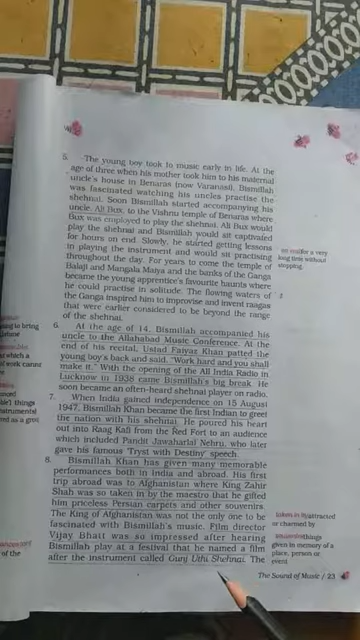 5. The young boy took to music early in life. At the
age of three when his mother took him to his maternal
uncle's house in Benaras (now Varanasi), Bismillah
was fascinated watching his uncles practise the
shehnai. Soon Bismillah started accompanying his
uncle, Ali Bux, to the Vishnu temple of Benaras where
Bux was employed to play the shehnai. Ali Bux would
play the shehnai and Bismillah would sit captivated
for hours on end. Slowly, he started getting lessons
in playing the instrument and would sit practising
throughout the day. For years to come the temple of
Balaji and Mangala Maiya and the banks of the Ganga
became the young apprentice's favourite haunts where
he could practise in solitude. The flowing waters of
the Ganga inspired him to improvise and invent raagas
that were earlier considered to be beyond the range
of the shehnai.
on end: for a very
long time without
stopping.
6. At the age of 14, Bismillah accompanied his
uncle to the Allahabad Music Conference. At the
end of his recital, Ustad Faiyaz Khan patted the
young boy's back and said, "Work hard and you shall
make it." With the opening of the All India Radio in
Lucknow in 1938 came Bismillah's big break. He
soon became an often-heard shehnai player on radio.
7. When India gained independence on 15 August
1947, Bismillah Khan became the first Indian to greet
the nation with his shehnai. He poured his heart
out into Raag Kafi from the Red Fort to an audience
which included Pandit Jawaharlal Nehru, who later
gave his famous 'Tryst with Destiny' speech.
8. Bismillah Khan has given many memorable
performances both in India and abroad. His first
trip abroad was to Afghanistan where King Zahir
Shah was so taken in by the maestro that he gifted
him priceless Persian carpets and other souvenirs.
The King of Afghanistan was not the only one to be
fascinated with Bismillah's music. Film director
Vijay Bhatt was so impressed after hearing
Bismillah play at a festival that he named a film
after the instrument called Gunj Uthi Shehnai. The
taken in by: attracted
or charmed by
souvenirs: things
given in memory of a
place, person or
event
The Sound of Music / 23
to bring
at which a
work
things
instrumental
of the